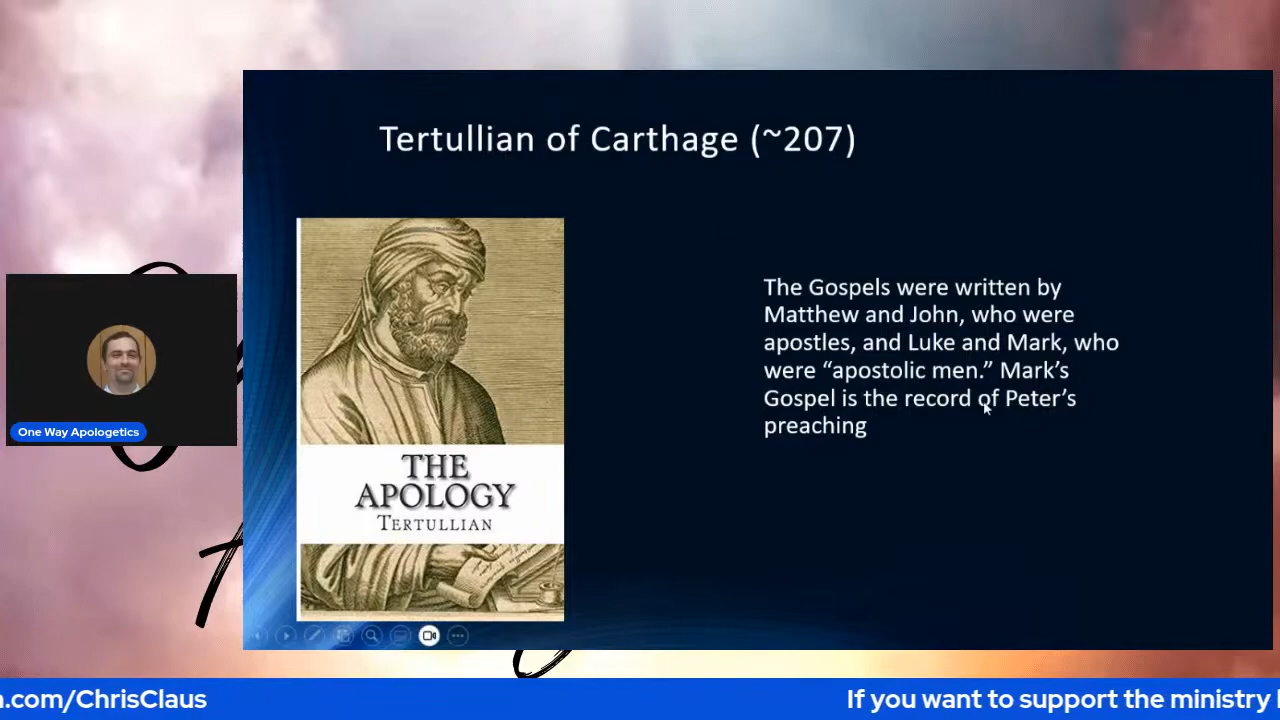 Tertullian of Carthage (~207)
The Gospels were written by
Matthew and John, who were
apostles, and Luke and Mark, who
were “apostolic men.” Mark’s
Gospel is the record of Peter’s
preaching
THE
APOLOGY
TERTULLIAN
One Way Apologetics
.com/ChrisClaus
If you want to support the ministry